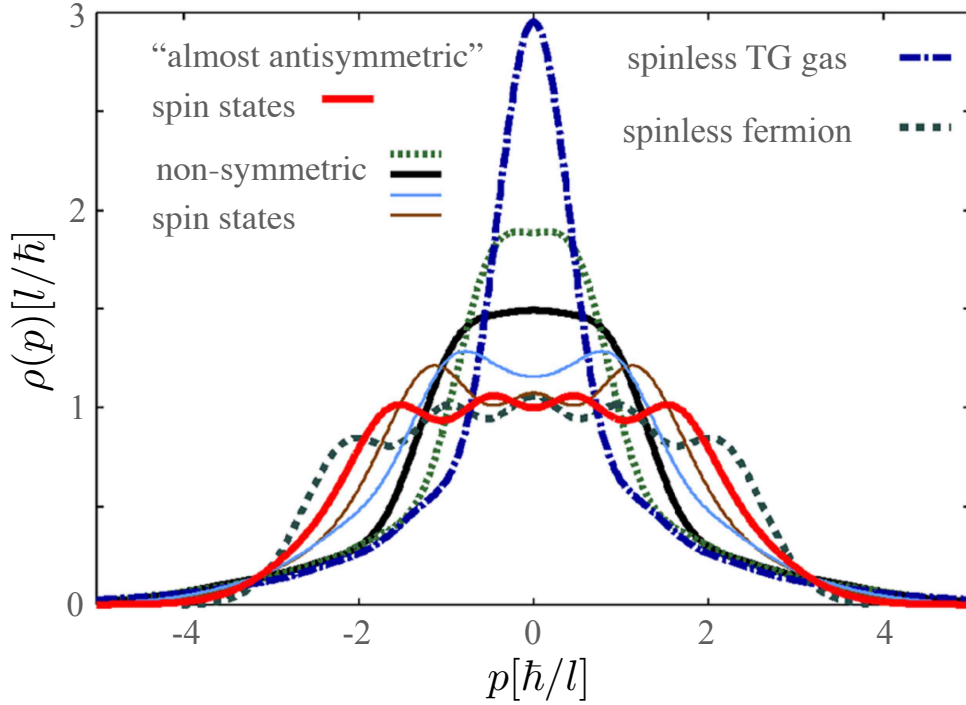 3
2
1
0
ρ(p)[l/ħ]
"almost antisymmetric"
spin states
non-symmetric
spin states
spinless TG gas
spinless fermion
-4 -2 0 2 4
p[ħ/l]